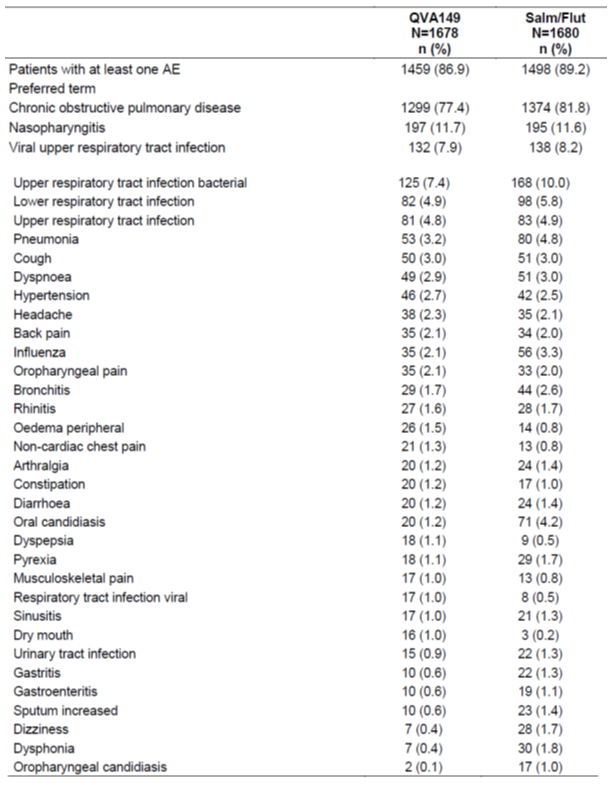 QVA149 Salm/Flut
N=1678 N=1680
n (%) n (%)
Patients with at least one AE 1459 (86.9) 1498 (89.2)
Preferred term
Chronic obstructive pulmonary disease 1299 (77.4) 1374 (81.8)
Nasopharyngitis 197 (11.7) 195 (11.6)
Viral upper respiratory tract infection 132 (7.9) 138 (8.2)
Upper respiratory tract infection bacterial 125 (7.4) 168 (10.0)
Lower respiratory tract infection 82 (4.9) 98 (5.8)
Upper respiratory tract infection 81 (4.8) 83 (4.9)
Pneumonia 53 (3.2) 80 (4.8)
Cough 50 (3.0) 51 (3.0)
Dyspnoea 49 (2.9) 51 (3.0)
Hypertension 46 (2.7) 42 (2.5)
Headache 38 (2.3) 35 (2.1)
Back pain 35 (2.1) 34 (2.0)
Influenza 35 (2.1) 56 (3.3)
Oropharyngeal pain 35 (2.1) 33 (2.0)
Bronchitis 29 (1.7) 44 (2.6)
Rhinitis 27 (1.6) 28 (1.7)
Oedema peripheral 26 (1.5) 14 (0.8)
Non-cardiac chest pain 21 (1.3) 13 (0.8)
Arthralgia 20 (1.2) 24 (1.4)
Constipation 20 (1.2) 17 (1.0)
Diarrhoea 20 (1.2) 24 (1.4)
Oral candidiasis 20 (1.2) 71 (4.2)
Dyspepsia 18 (1.1) 9 (0.5)
Pyrexia 18 (1.1) 29 (1.7)
Musculoskeletal pain 17 (1.0) 13 (0.8)
Respiratory tract infection viral 17 (1.0) 8 (0.5)
Sinusitis 17 (1.0) 21 (1.3)
Dry mouth 16 (1.0) 3 (0.2)
Urinary tract infection 15 (0.9) 22 (1.3)
Gastritis 10 (0.6) 22 (1.3)
Gastroenteritis 10 (0.6) 19 (1.1)
Sputum increased 10 (0.6) 23 (1.4)
Dizziness 7 (0.4) 28 (1.7)
Dysphonia 7 (0.4) 30 (1.8)
Oropharyngeal candidiasis 2 (0.1) 17 (1.0)